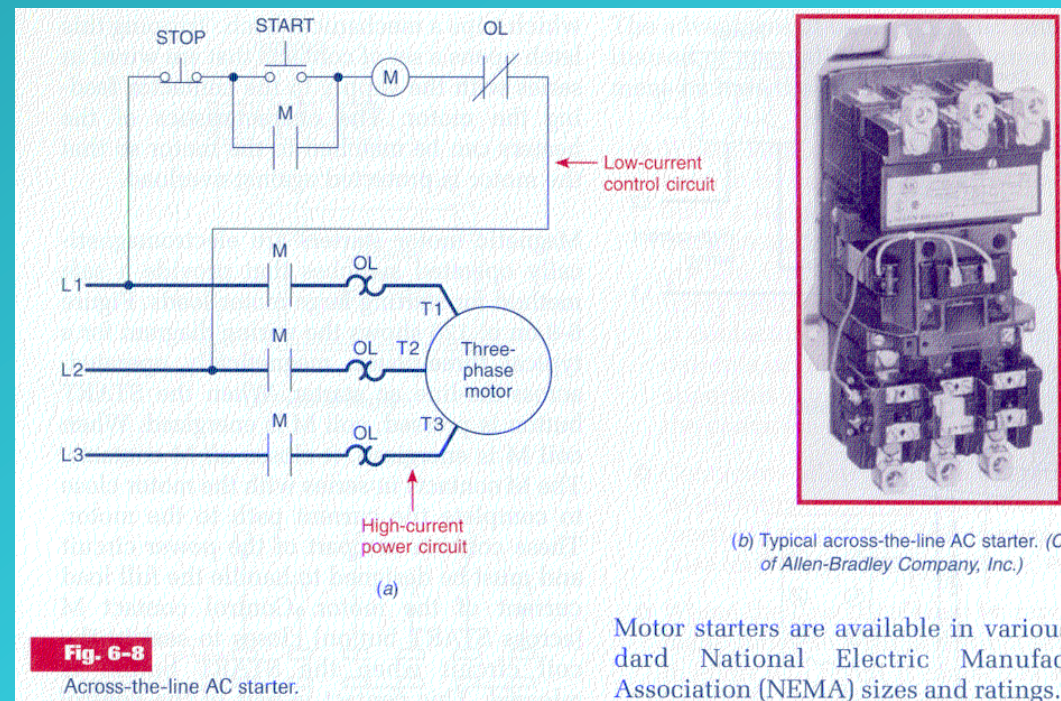 STOP
START
OL
M
M
Low-current
control circuit
M
OL
L1
T1
M
OL
T2
L2
Three-
phase
motor
M
OL
T3
L3
High-current
power circuit
(a)
(b) Typical across-the-line AC starter. (C
of Allen-Bradley Company, Inc.)
Fig. 6-8
Across-the-line AC starter.
Motor starters are available in various
dard National Electric Manufac
Association (NEMA) sizes and ratings.